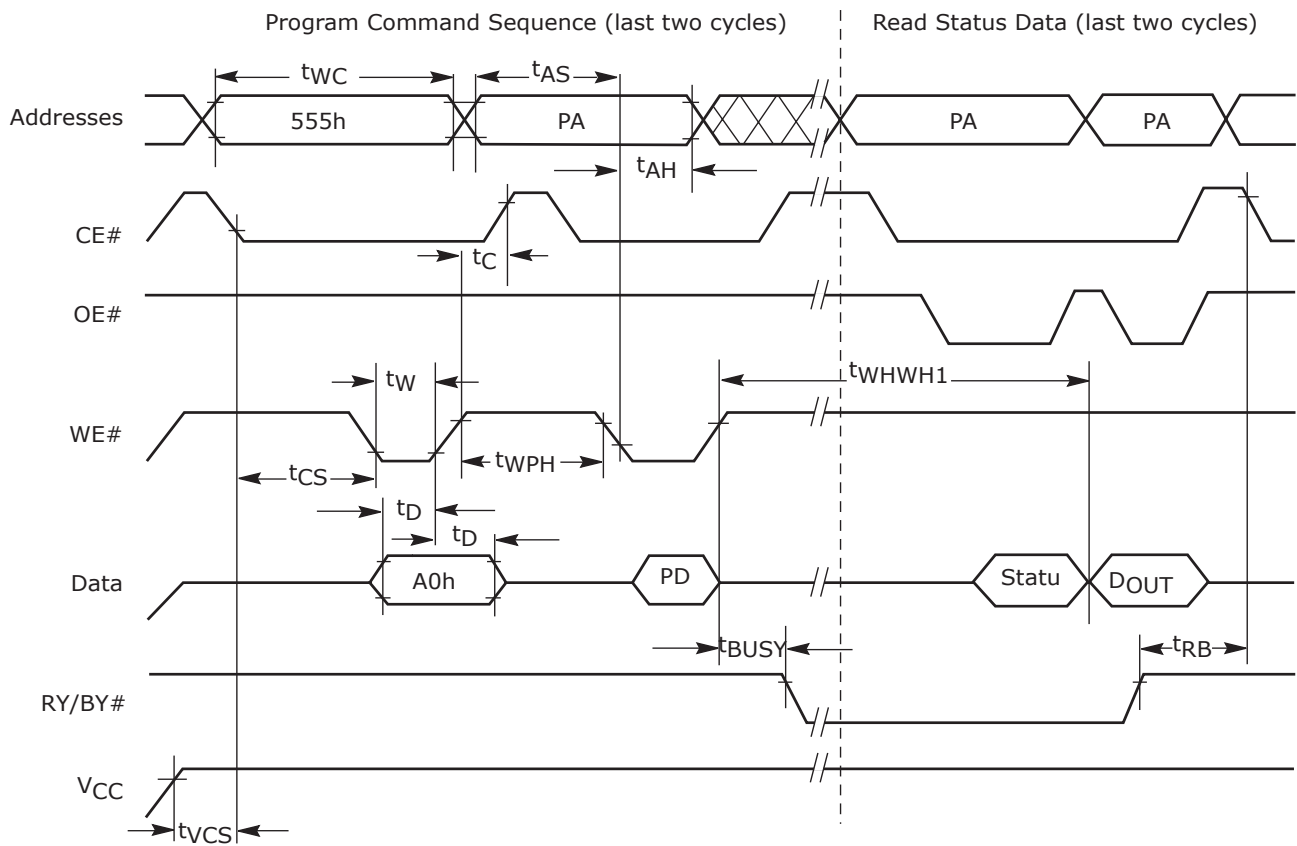 Program Command Sequence (last two cycles)
Read Status Data (last two cycles)
tWC
tAS
Addresses
555h
PA
PA
PA
tAH
CE#
tC
OE#
tW
tWHWH1
WE#
tCS
tWPH
tD
tD
Data
A0h
PD
Statu
DOUT
tBUSY
tRB
RY/BY#
VCC
tVCS